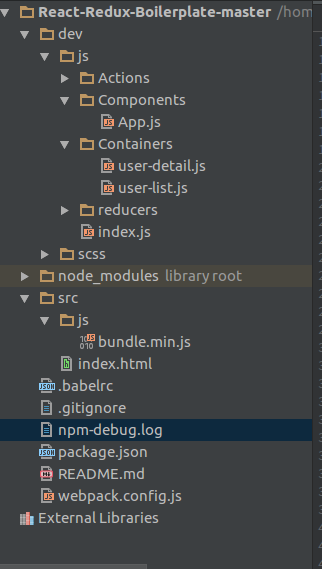 React-Redux-Boilerplate-master /hom
dev
js
Actions
Components
App.js
Containers
user-detail.js
user-list.js
reducers
index.js
scss
node_modules library root
src
js
bundle.min.js
index.html
.babelrc
.gitignore
npm-debug.log
package.json
README.md
webpack.config.js
External Libraries